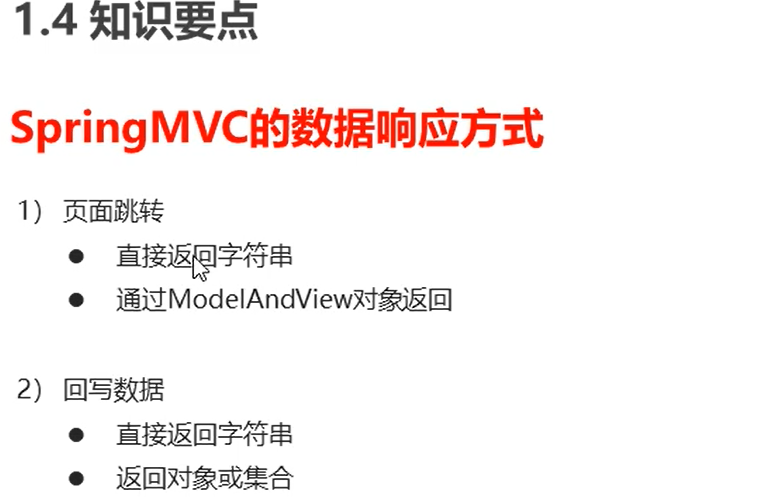 1.4 知识要点
SpringMVC的数据响应方式
1） 页面跳转
● 直接返回字符串
● 通过ModelAndView对象返回
2） 回写数据
● 直接返回字符串
● 返回对象或集合